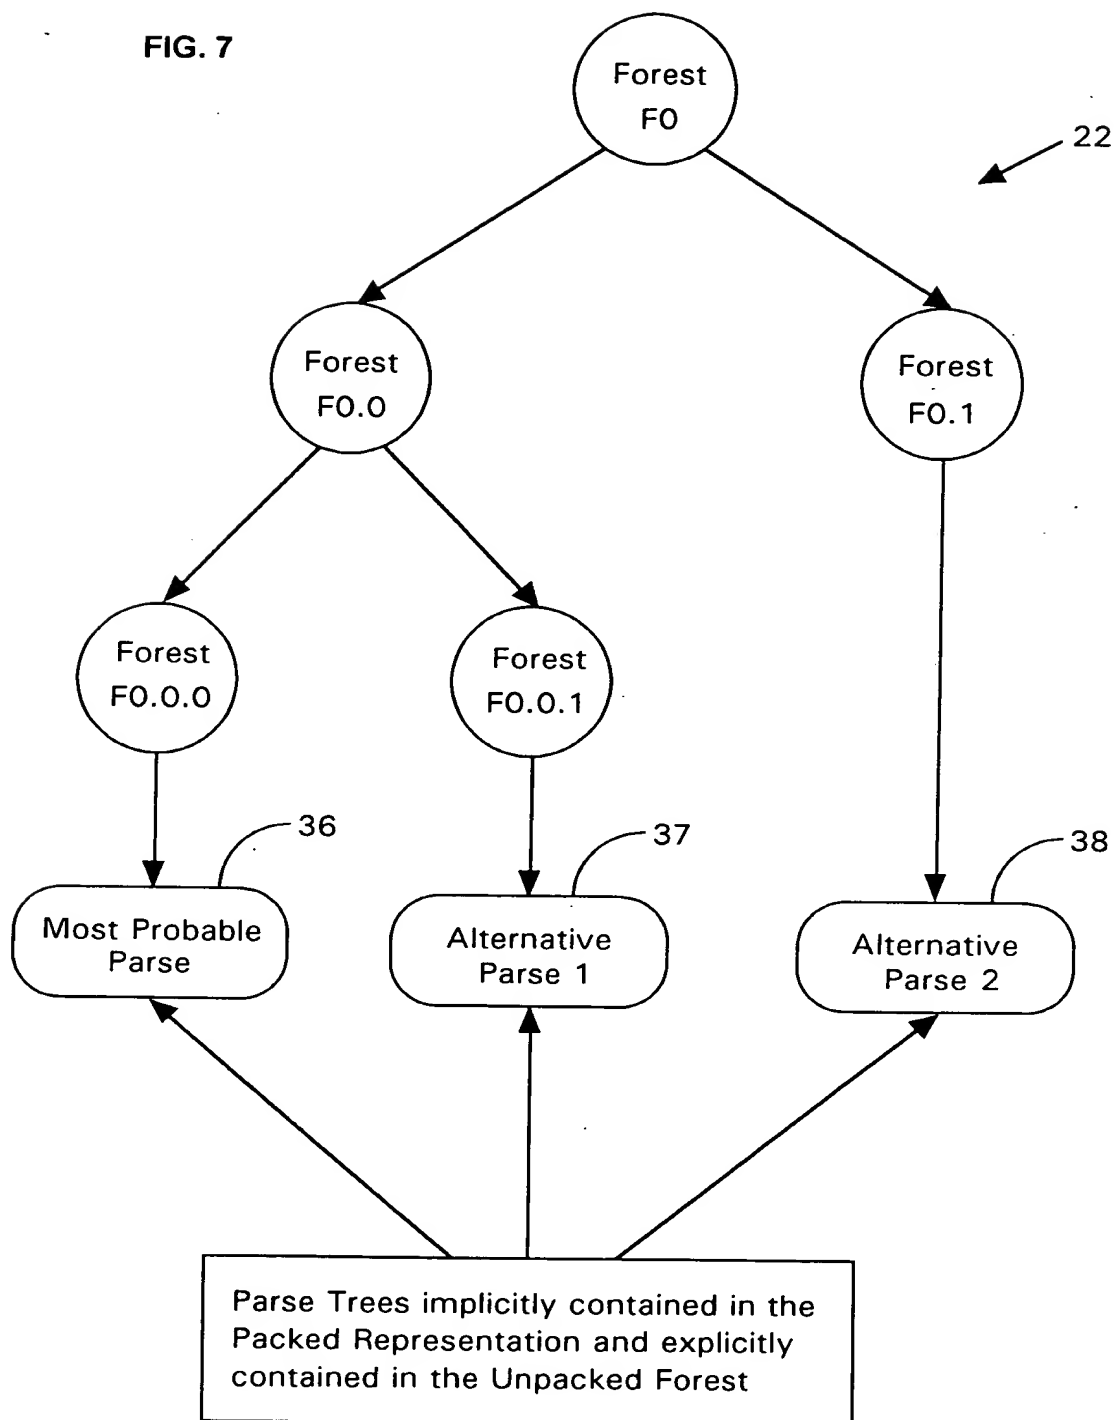 FIG. 7
Forest
F0
22
Forest
F0.0
Forest
F0.1
Forest
F0.0.0
Forest
F0.0.1
36
37
38
Most Probable
Parse
Alternative
Parse 1
Alternative
Parse 2
Parse Trees implicitly contained in the
Packed Representation and explicitly
contained in the Unpacked Forest